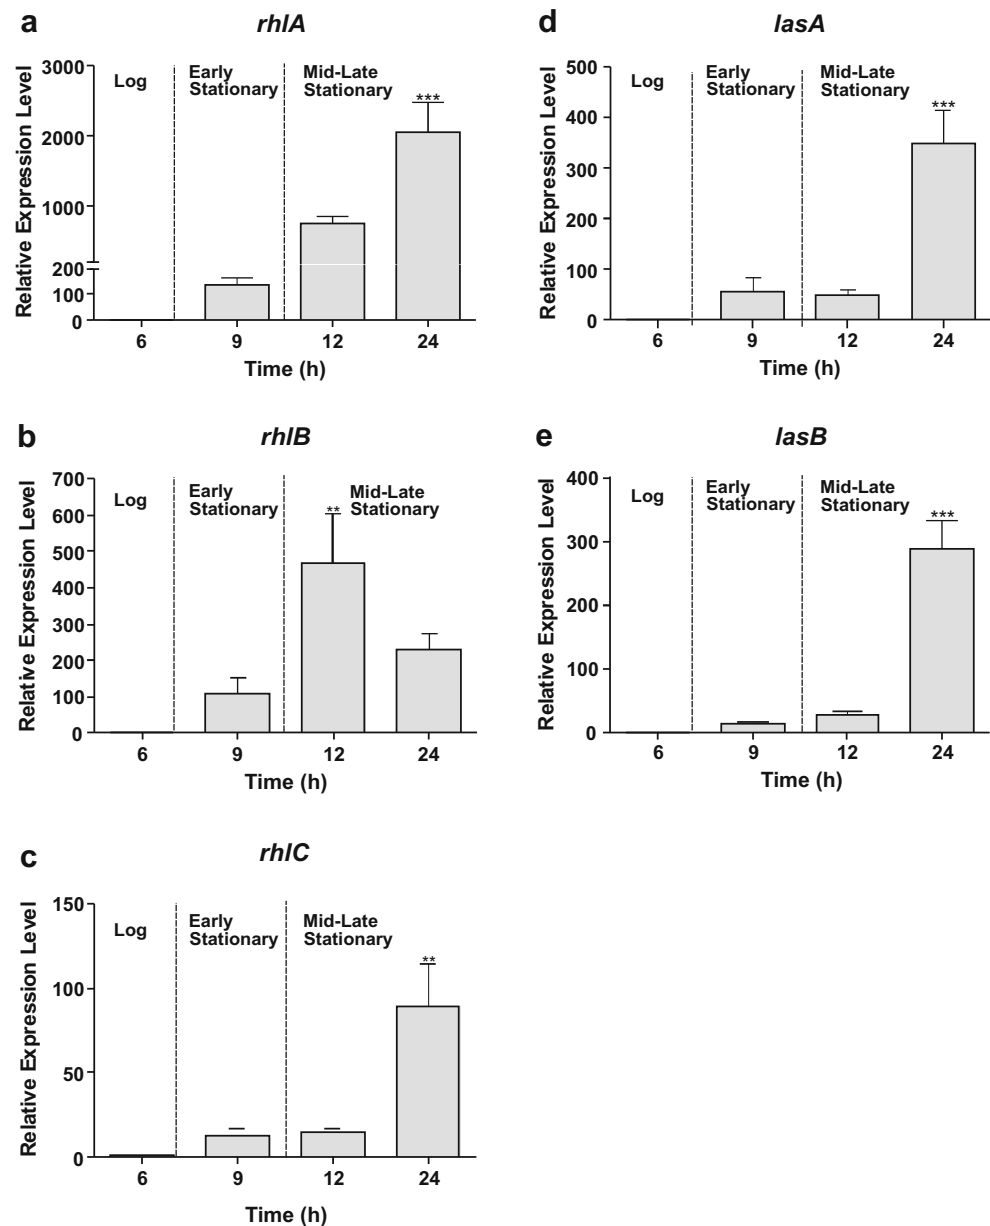 a
rhlA
Relative Expression Level
3000
2000
1000
200
100
0
Log
Early
Stationary
Mid-Late
Stationary
***
6 9 12 24
Time (h)
b
rhlB
Relative Expression Level
700
600
500
400
300
200
100
0
Log
Early
Stationary
Mid-Late
Stationary
**
6 9 12 24
Time (h)
c
rhlC
Relative Expression Level
150
100
50
0
Log
Early
Stationary
Mid-Late
Stationary
**
6 9 12 24
Time (h)
d
lasA
Relative Expression Level
500
400
300
200
100
0
Log
Early
Stationary
Mid-Late
Stationary
***
6 9 12 24
Time (h)
e
lasB
Relative Expression Level
400
300
200
100
0
Log
Early
Stationary
Mid-Late
Stationary
***
6 9 12 24
Time (h)